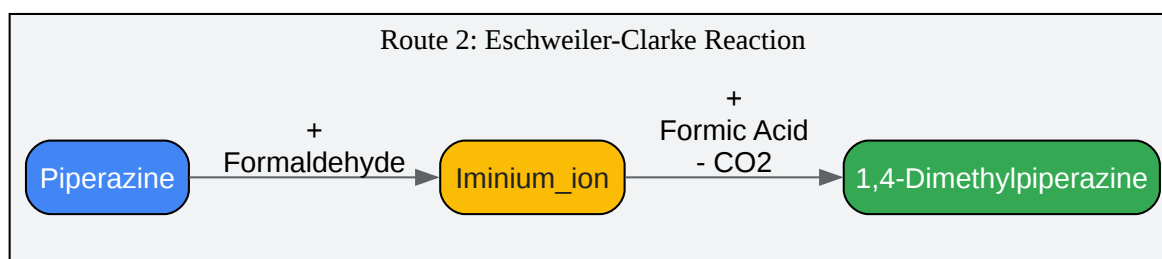 Route 2: Eschweiler-Clarke Reaction
Piperazine
+
Formaldehyde
Iminium_ion
+
Formic Acid
- CO2
1,4-Dimethylpiperazine